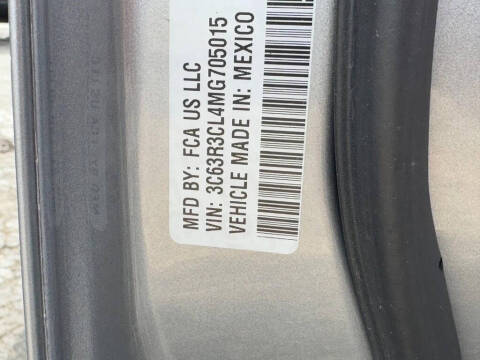 MFD BY: FCA US LLC
VIN: 3C63R3CL4MG705015
VEHICLE MADE IN: MEXICO